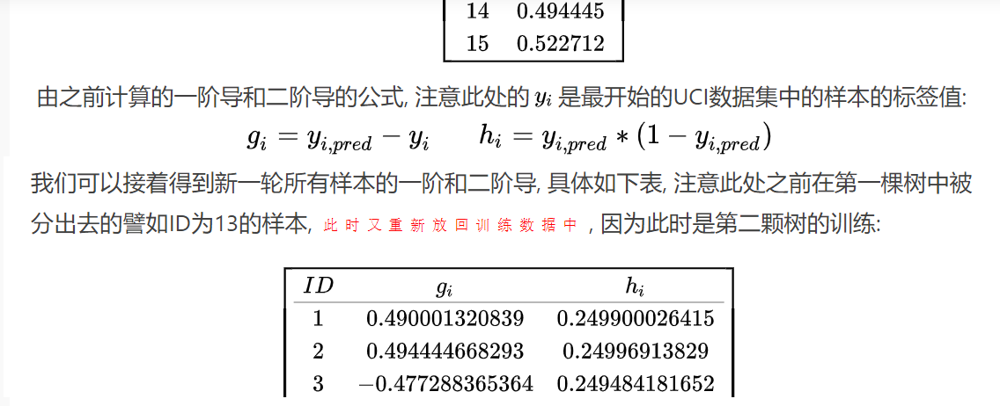 14 0.494445
15 0.522712
由之前计算的一阶导和二阶导的公式, 注意此处的 y_i 是最开始的UCI数据集中的样本的标签值:
g_i = y_{i,pred} − y_i h_i = y_{i,pred} ∗ (1 − y_{i,pred})
我们可以接着得到新一轮所有样本的一阶和二阶导, 具体如下表, 注意此处之前在第一棵树中被
分出去的譬如ID为13的样本, 此时又重新放回训练数据中 , 因为此时是第二颗树的训练:
ID g_i h_i
1 0.490001320839 0.249900026415
2 0.494444668293 0.24996913829
3 −0.477288365364 0.249484181652